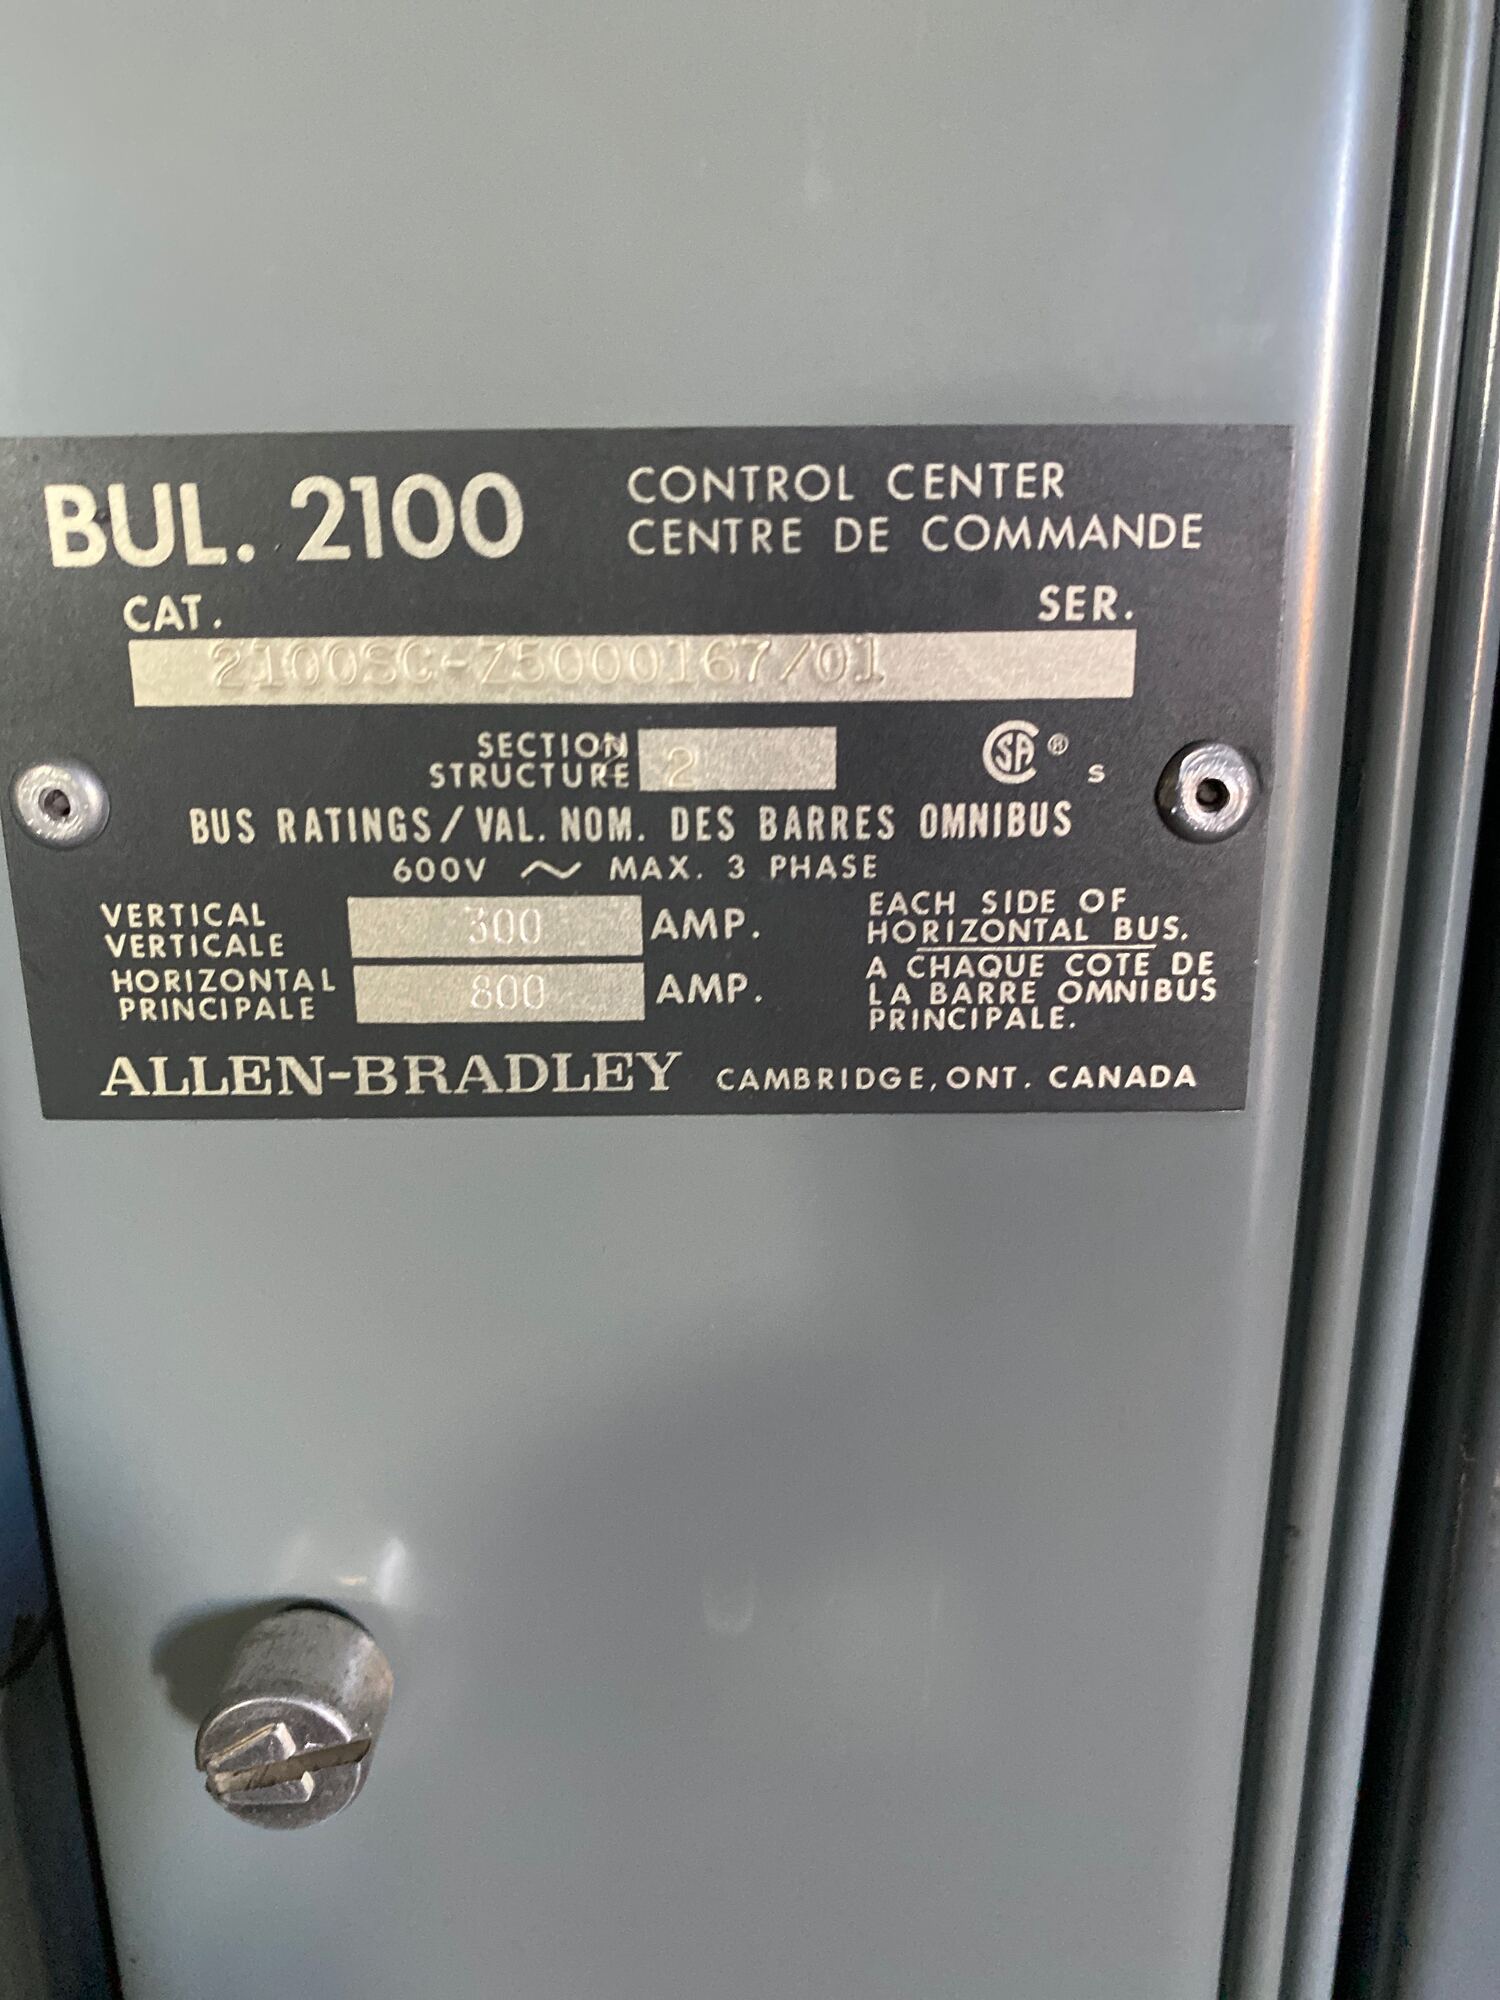 BUL. 2100
CONTROL CENTER
CENTRE DE COMMANDE
CAT.
SER.
2100SC-Z5000167/01
SECTION
STRUCTURE
2
SA ®
S
BUS RATINGS/VAL. NOM. DES BARRES OMNIBUS
600V ~ MAX. 3 PHASE
VERTICAL
VERTICALE
300
AMP.
HORIZONTAL
PRINCIPALE
800
AMP.
EACH SIDE OF
HORIZONTAL BUS.
A CHAQUE COTE DE
LA BARRE OMNIBUS
PRINCIPALE.
ALLEN-BRADLEY
CAMBRIDGE, ONT. CANADA